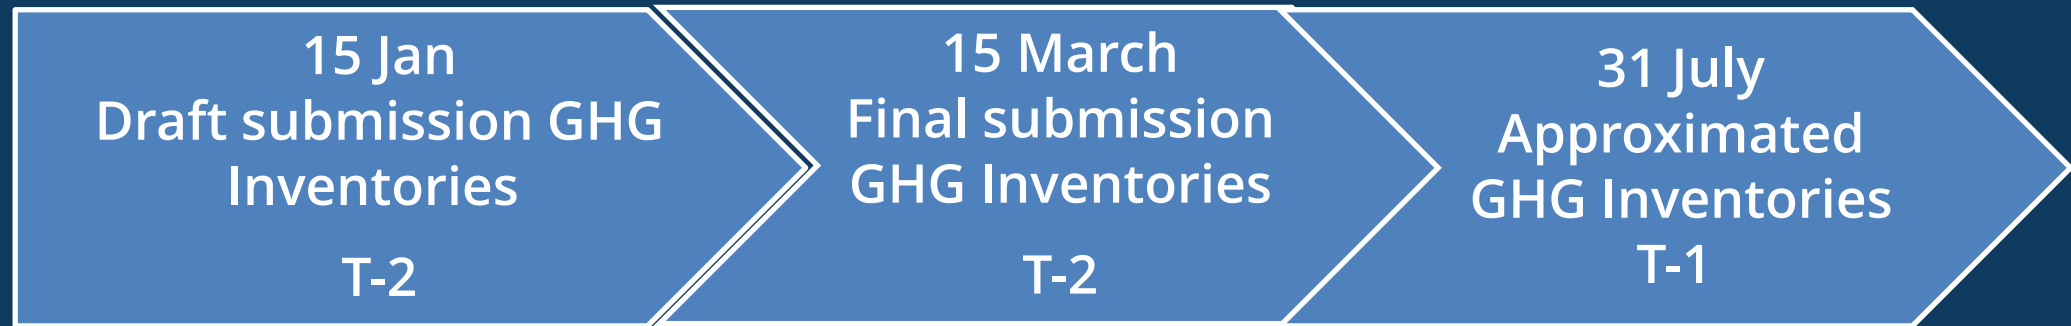 15 Jan
Draft submission GHG
Inventories
T-2
15 March
Final submission
GHG Inventories
T-2
31 July
Approximated
GHG Inventories
T-1